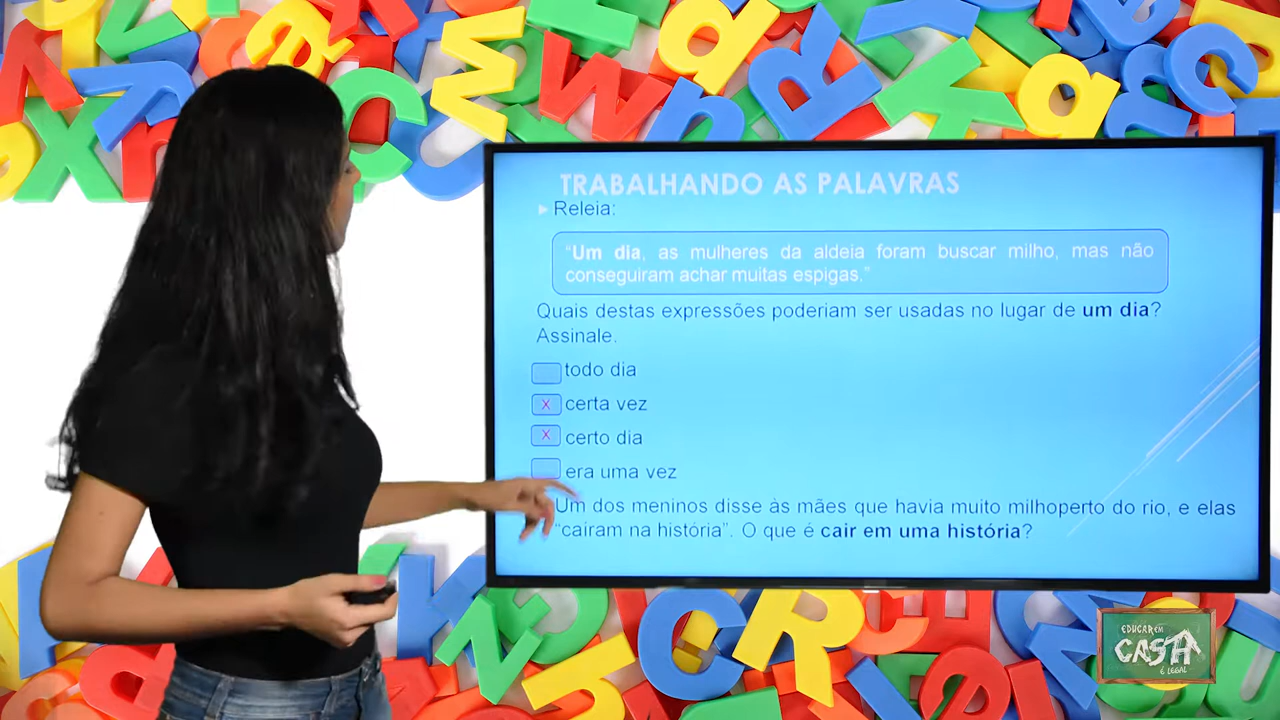 TRABALHANDO AS PALAVRAS
Releia:
“Um dia, as mulheres da aldeia foram buscar milho, mas não
conseguiram achar muitas espigas.”
Quais destas expressões poderiam ser usadas no lugar de um dia?
Assinale.
todo dia
x certa vez
x certo dia
era uma vez
Um dos meninos disse às mães que havia muito milhoperto do rio, e elas
“caíram na história”. O que é cair em uma história?
EDUCAR EM
CASA
É LEGAL